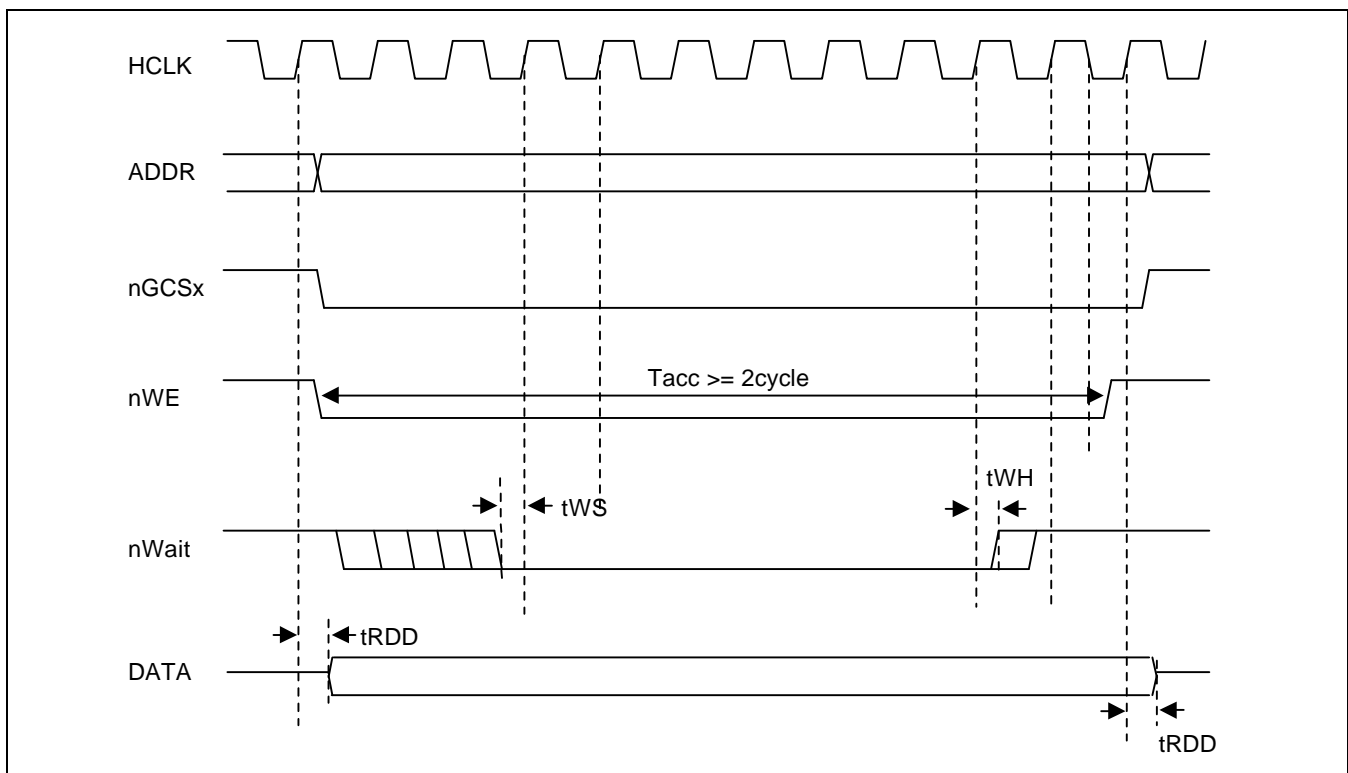 HCLK
ADDR
nGCSx
Tacc >= 2cycle
nWE
tWH
tWS
nWait
tRDD
DATA
tRDD